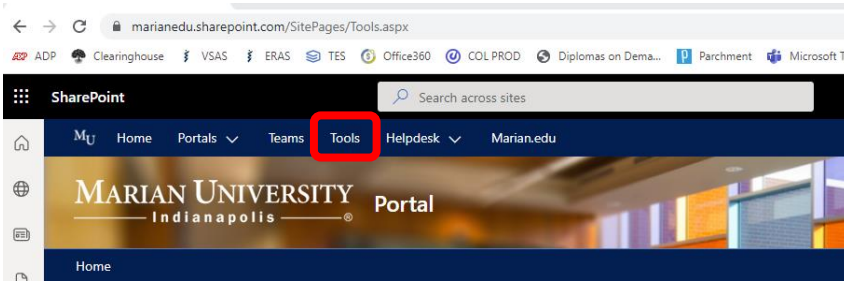 marianedu.sharepoint.com/SitePages/Tools.aspx
ADP ADP Clearinghouse VSAS ERAS TES Office360 COL PROD Diplomas on Dema... Parchment Microsoft T
SharePoint Search across sites
MU Home Portals Teams Tools Helpdesk Marian.edu
MARIAN UNIVERSITY
Indianapolis ®
Portal
Home